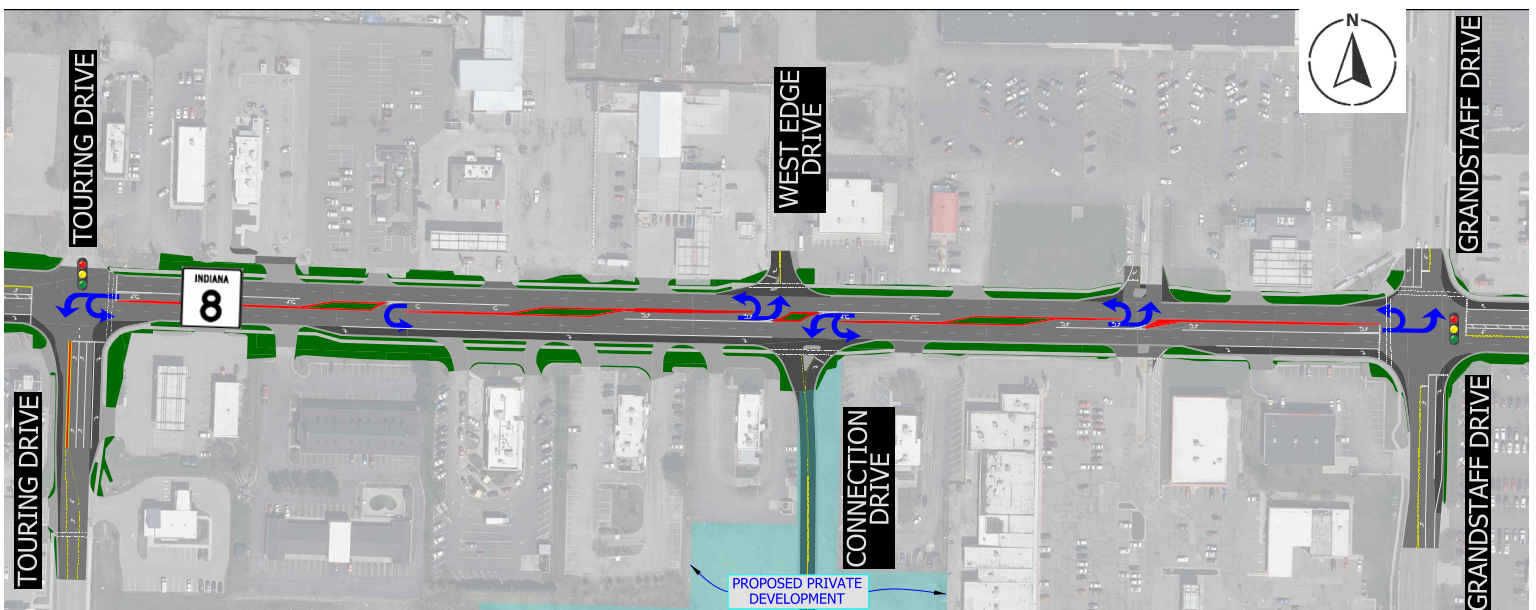 N
TOURING DRIVE
WEST EDGE
DRIVE
GRANDSTAFF DRIVE
INDIANA
8
TOURING DRIVE
CONNECTION
DRIVE
GRANDSTAFF DRIVE
PROPOSED PRIVATE
DEVELOPMENT